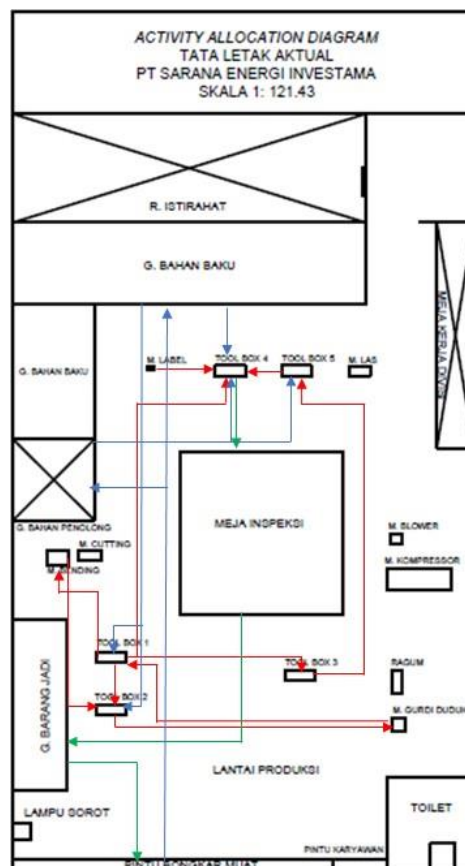 ACTIVITY ALLOCATION DIAGRAM
TATA LETAK AKTUAL
PT SARANA ENERGI INVESTAMA
SKALA 1: 121.43
R. ISTIRAHAT
G. BAHAN BAKU
M. LABEL
TOOL BOX 4
TOOL BOX 5
M. LAS
MEJA KERJA DIVISI
G. BAHAN BAKU
G. BAHAN PENOLONG
MEJA INSPEKSI
M. BLOWER
M. CUTTING
M. BENDING
M. KOMPRESSOR
TOOL BOX 1
TOOL BOX 3
RAGUM
TOOL BOX 2
M. GURDI DUDUK
G. BARANG JADI
LANTAI PRODUKSI
LAMPU SOROT
TOILET
PINTU KARYAWAN
PINTU BONGKAR MUAT